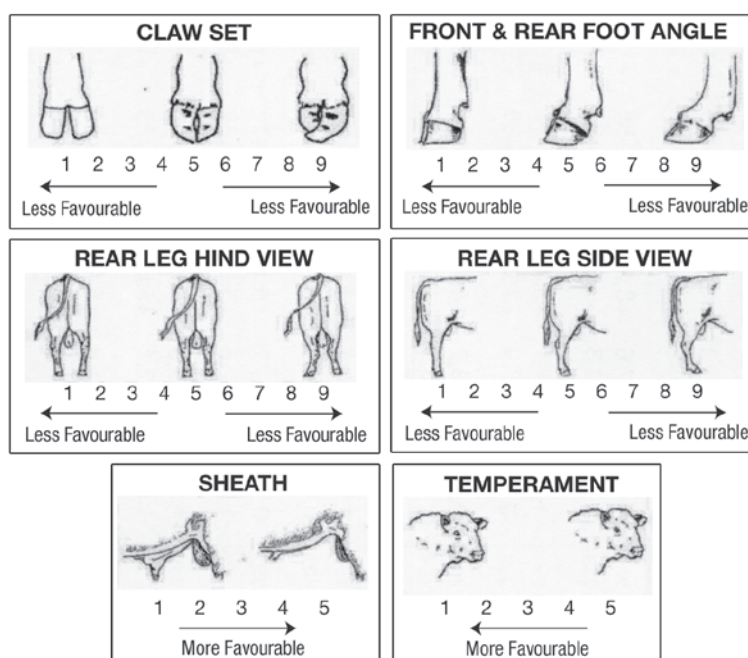 CLAW SET
1 2 3 4 5 6 7 8 9
Less Favourable Less Favourable
FRONT & REAR FOOT ANGLE
1 2 3 4 5 6 7 8 9
Less Favourable Less Favourable
REAR LEG HIND VIEW
1 2 3 4 5 6 7 8 9
Less Favourable Less Favourable
REAR LEG SIDE VIEW
1 2 3 4 5 6 7 8 9
Less Favourable Less Favourable
SHEATH
1 2 3 4 5
More Favourable
TEMPERAMENT
1 2 3 4 5
More Favourable